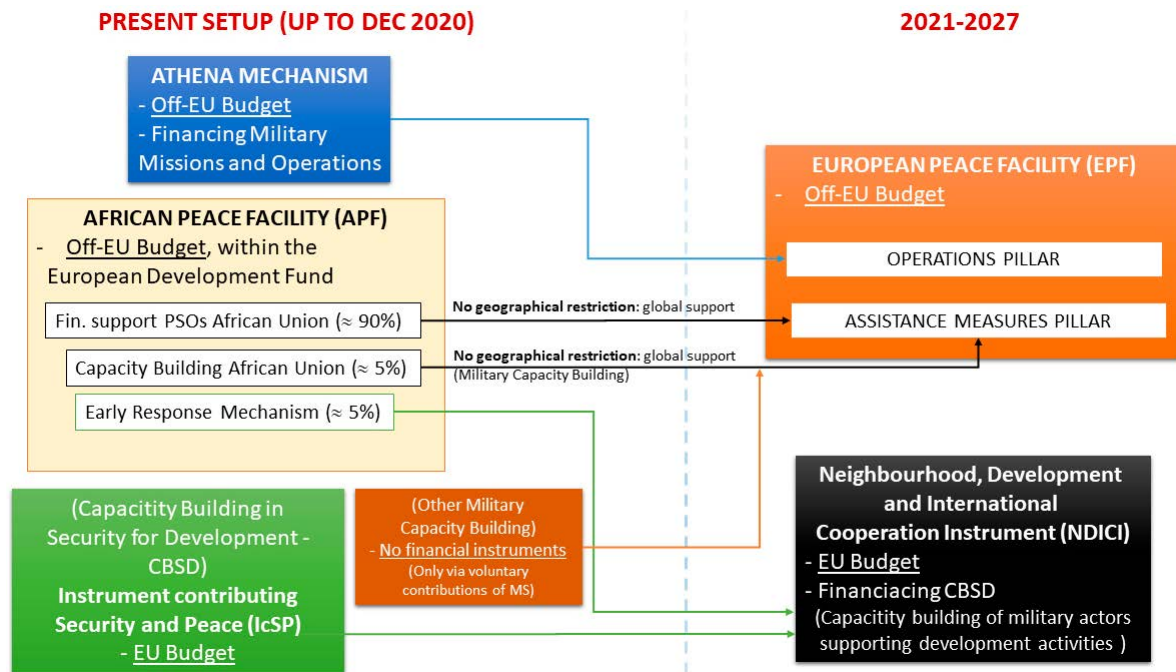 PRESENT SETUP (UP TO DEC 2020)
2021-2027
ATHENA MECHANISM
- Off-EU Budget
- Financing Military
Missions and Operations
AFRICAN PEACE FACILITY (APF)
- Off-EU Budget, within the
European Development Fund
Fin. support PSOs African Union (≈ 90%)
Capacity Building African Union (≈ 5%)
Early Response Mechanism (≈ 5%)
No geographical restriction: global support
No geographical restriction: global support
(Military Capacity Building)
EUROPEAN PEACE FACILITY (EPF)
- Off-EU Budget
OPERATIONS PILLAR
ASSISTANCE MEASURES PILLAR
(Capacitity Building in
Security for Development -
CBSD)
Instrument contributing
Security and Peace (IcSP)
- EU Budget
(Other Military
Capacity Building)
- No financial instruments
(Only via voluntary
contributions of MS)
Neighbourhood, Development
and International
Cooperation Instrument (NDICI)
- EU Budget
- Financiacing CBSD
(Capacitity building of military actors
supporting development activities )